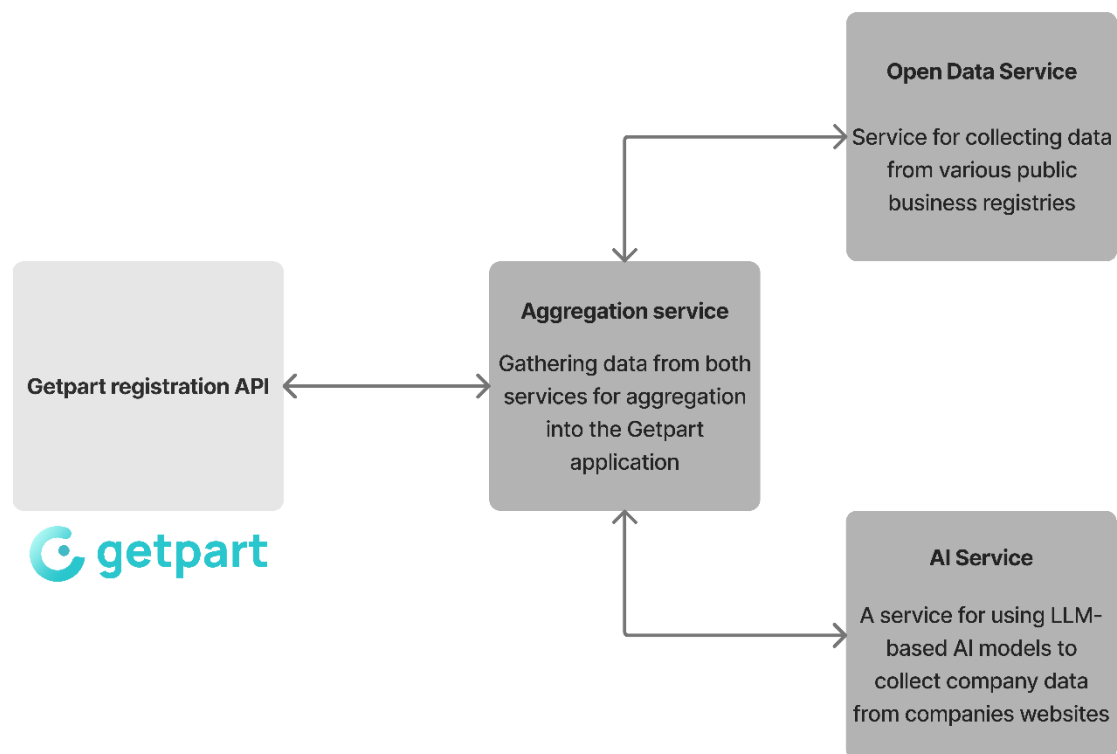 Open Data Service
Service for collecting data
from various public
business registries
Aggregation service
Gathering data from both
services for aggregation
into the Getpart
application
Getpart registration API
getpart
AI Service
A service for using LLM-
based AI models to
collect company data
from companies websites